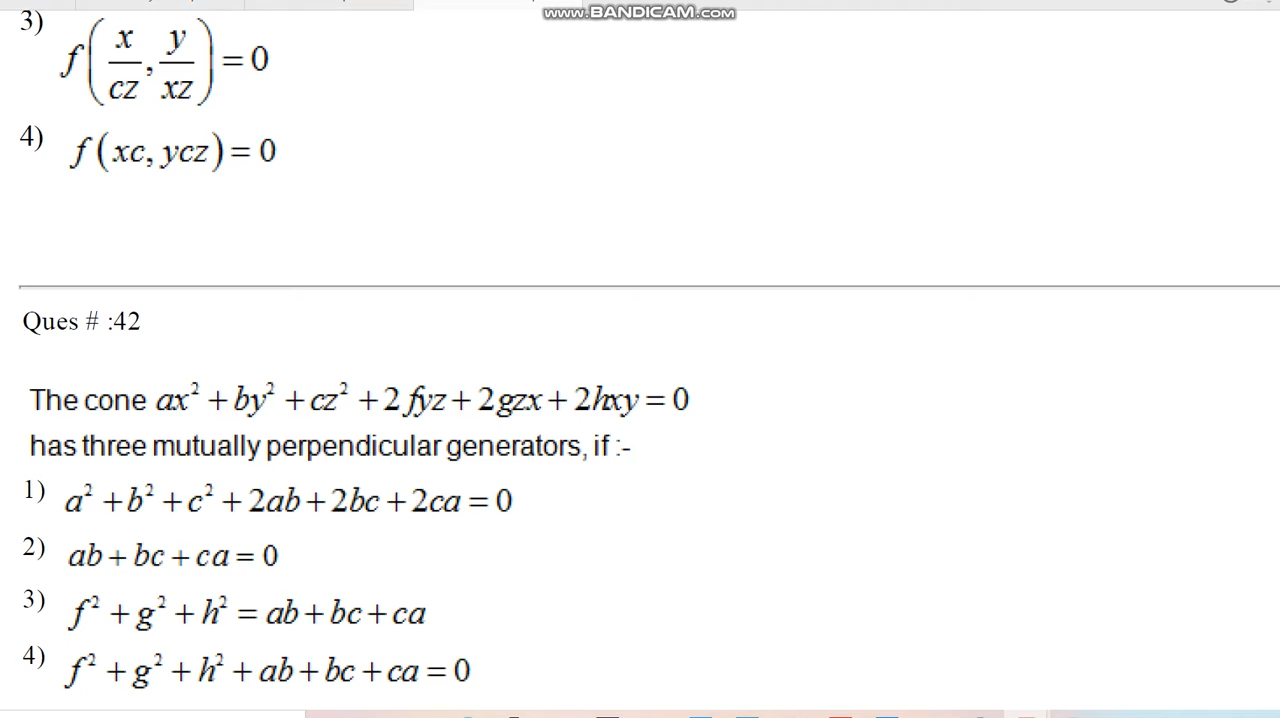 www.BANDICAM.com
3) f(x/cz, y/xz) = 0
4) f(xc, ycz) = 0
Ques # :42
The cone ax² + by² + cz² + 2fyz + 2gzx + 2hxy = 0
has three mutually perpendicular generators, if :-
1) a² + b² + c² + 2ab + 2bc + 2ca = 0
2) ab + bc + ca = 0
3) f² + g² + h² = ab + bc + ca
4) f² + g² + h² + ab + bc + ca = 0